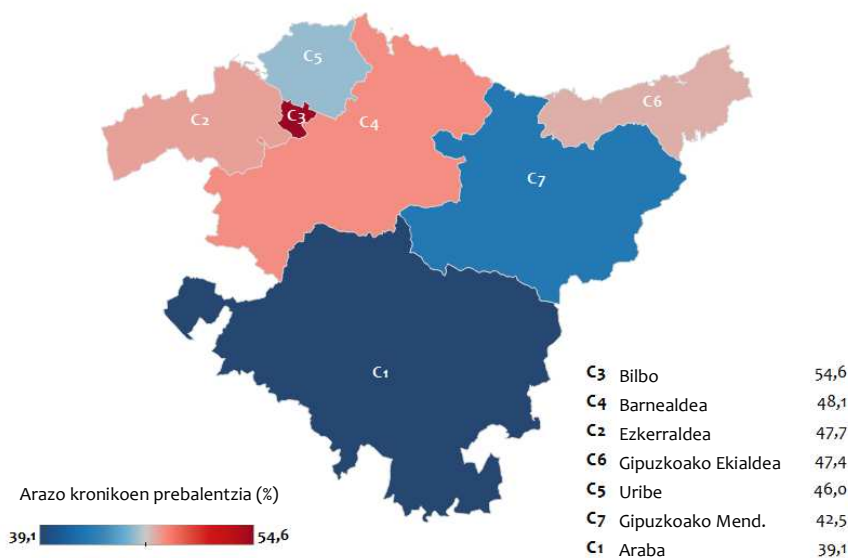 C5
C6
C2
C3
C4
C7
C1
C3 Bilbo 54,6
C4 Barnealdea 48,1
C2 Ezkerraldea 47,7
C6 Gipuzkoako Ekialdea 47,4
C5 Uribe 46,0
C7 Gipuzkoako Mend. 42,5
C1 Araba 39,1
Arazo kronikoen prebalentzia (%)
39,1 54,6